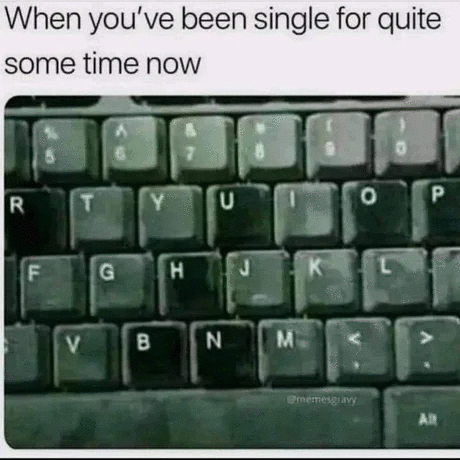 When you've been single for quite
some time now
% ^ & * ( )
5 6 7 8 9 0
R T Y U I O P
F G H J K L
V B N M < >
, .
@memesgravy
Alt